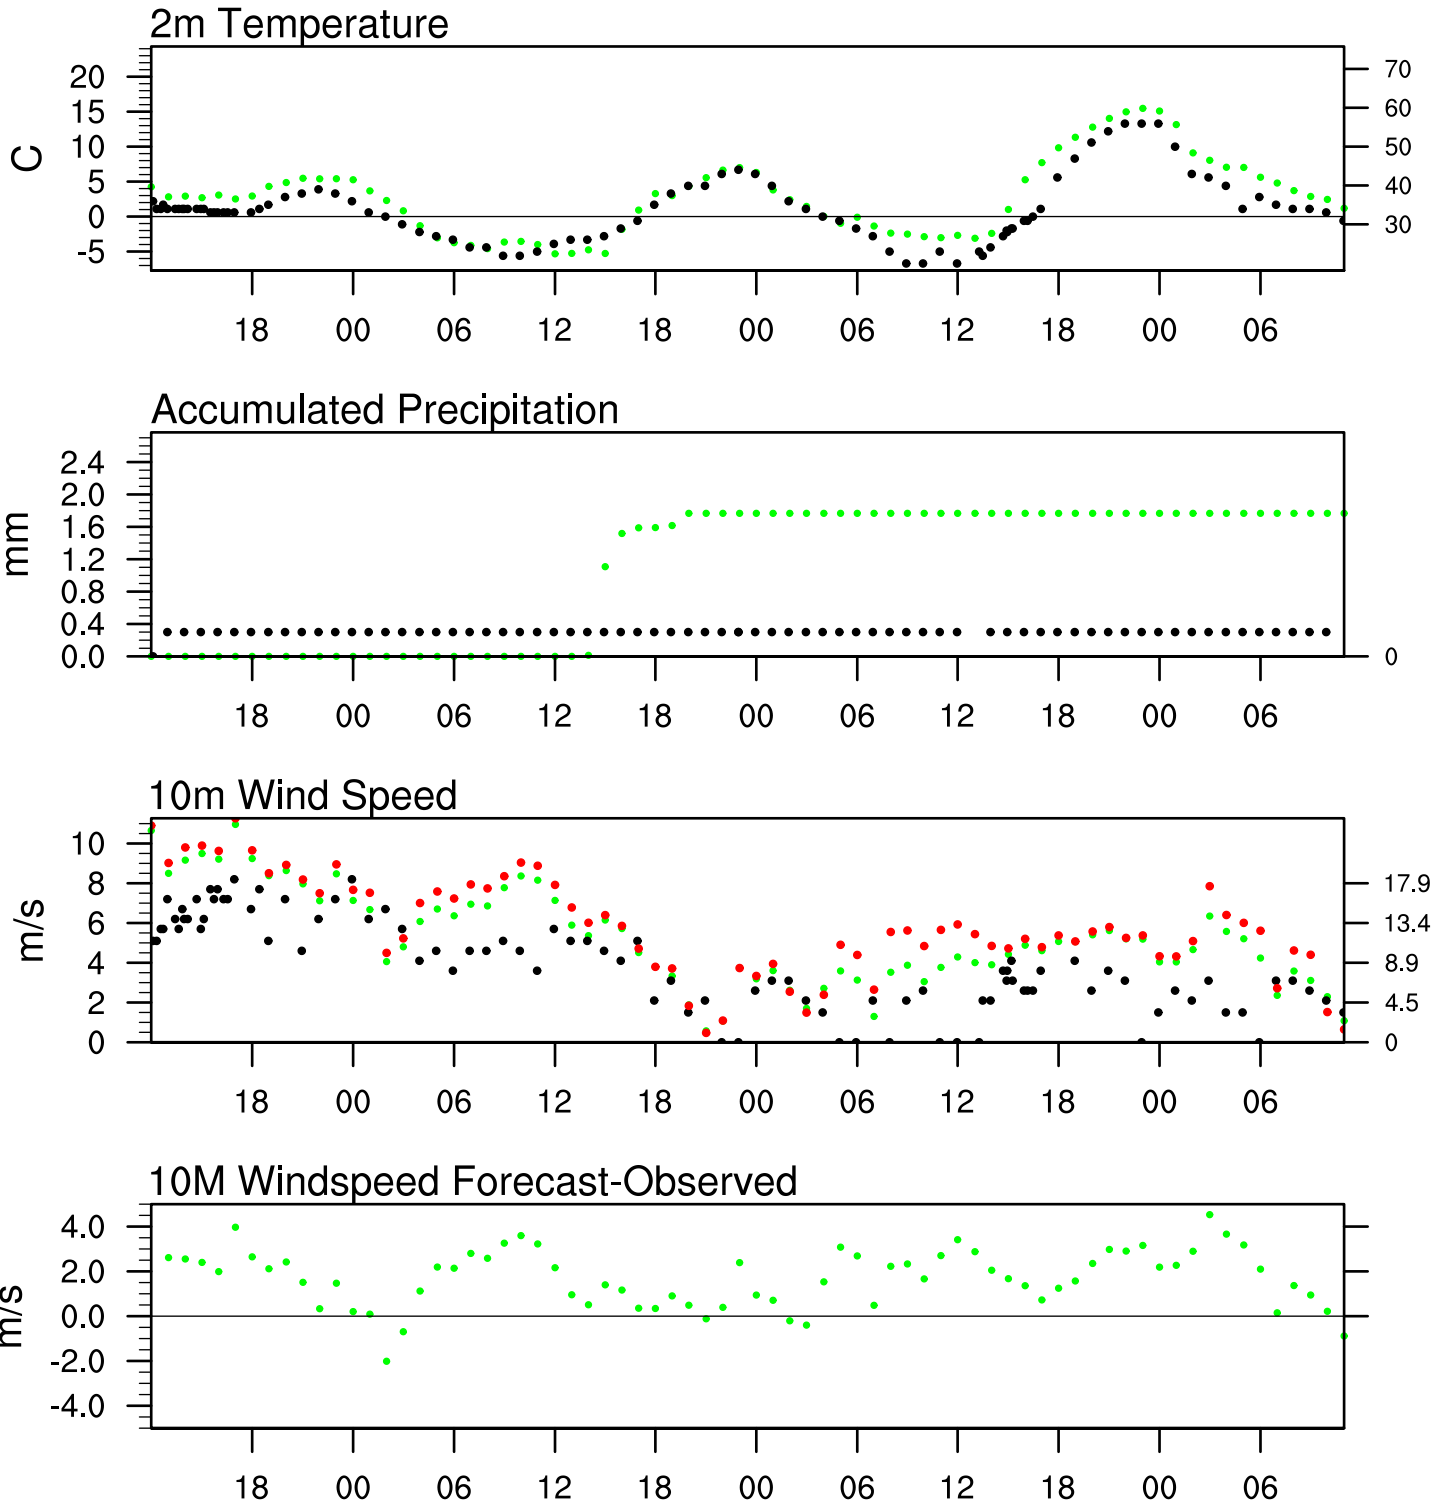 2m Temperature
20
15
10
5
0
-5
C
70
60
50
40
30
18 00 06 12 18 00 06 12 18 00 06
Accumulated Precipitation
2.4
2.0
1.6
1.2
0.8
0.4
0.0
mm
0
18 00 06 12 18 00 06 12 18 00 06
10m Wind Speed
10
8
6
4
2
0
m/s
17.9
13.4
8.9
4.5
0
18 00 06 12 18 00 06 12 18 00 06
10M Windspeed Forecast-Observed
4.0
2.0
0.0
-2.0
-4.0
m/s
18 00 06 12 18 00 06 12 18 00 06